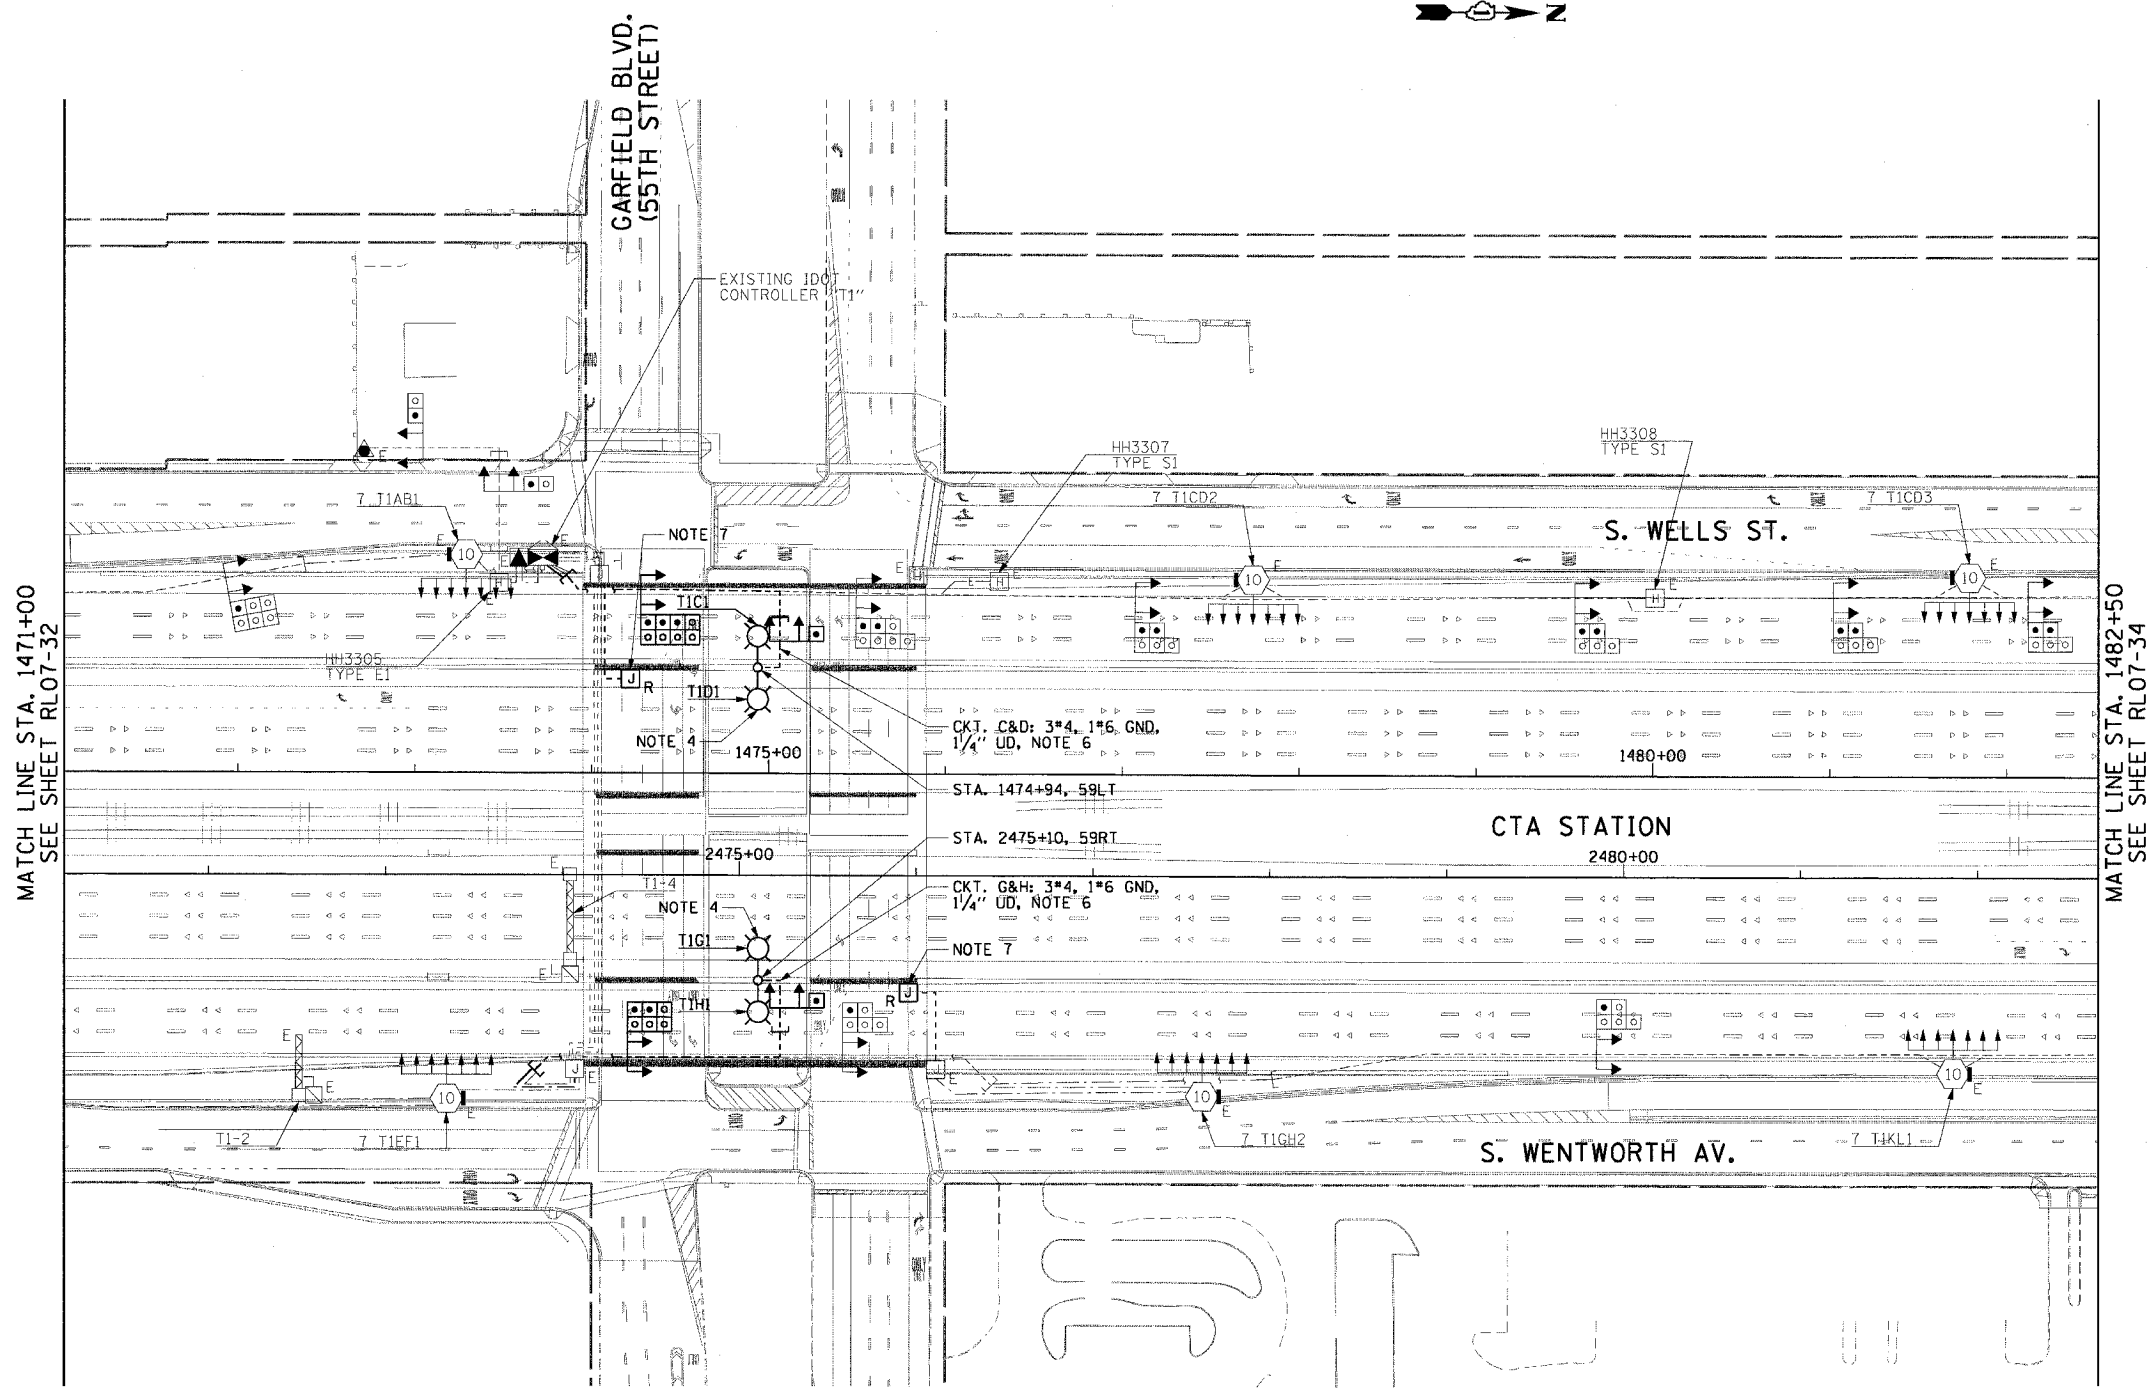 N
GARFIELD BLVD.
(55TH STREET)
EXISTING IDOT
CONTROLLER "T1"
HH3307
TYPE S1
HH3308
TYPE S1
7 T1AB1
7 T1CD2
7 T1CD3
S. WELLS ST.
NOTE 7
E
E
E
E
E
E
E
E
E
E
E
10
10
10
H
H
H
T1C1
HH3305
TYPE E1
J
R
T1D1
NOTE 4
1475+00
CKT. C&D: 3#4, 1#6 GND,
1 1/4" UD, NOTE 6
1480+00
STA. 1474+94, 59LT
MATCH LINE STA. 1471+00
SEE SHEET RL07-32
MATCH LINE STA. 1482+50
SEE SHEET RL07-34
CTA STATION
STA. 2475+10, 59RT
2475+00
2480+00
E
T1-4
CKT. G&H: 3#4, 1#6 GND,
1 1/4" UD, NOTE 6
NOTE 4
T1G1
NOTE 7
E
J
R
T1H1
E
J
J
E
E
E
10
10
10
E
E
E
T1-2
7 T1EF1
7 T1GH2
7 T1KL1
S. WENTWORTH AV.